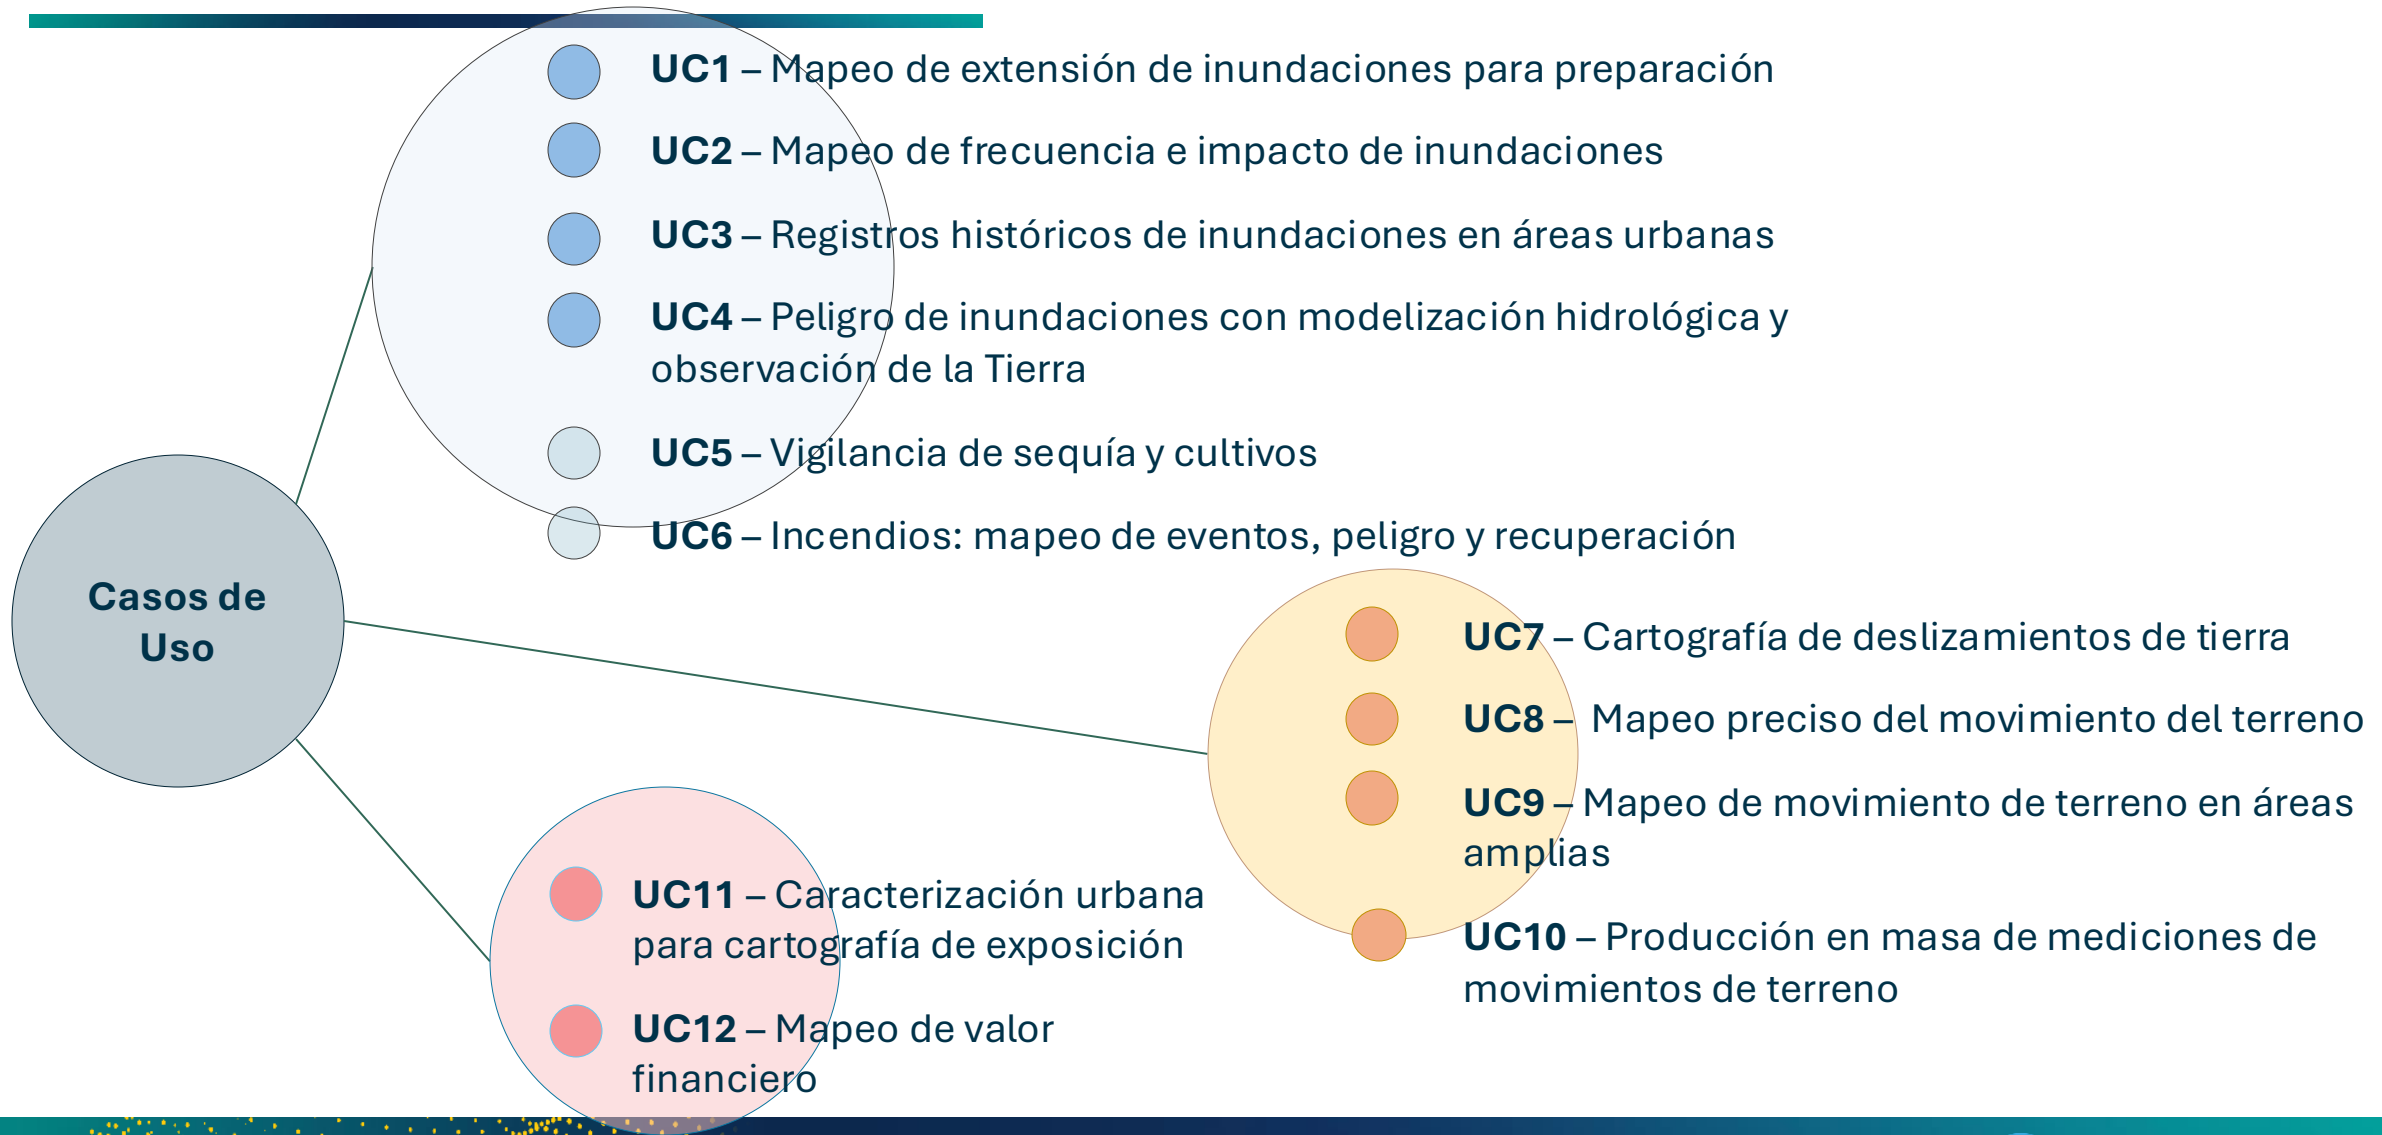 UC1 – Mapeo de extensión de inundaciones para preparación
UC2 – Mapeo de frecuencia e impacto de inundaciones
UC3 – Registros históricos de inundaciones en áreas urbanas
UC4 – Peligro de inundaciones con modelización hidrológica y
observación de la Tierra
UC5 – Vigilancia de sequía y cultivos
UC6 – Incendios: mapeo de eventos, peligro y recuperación
Casos de
Uso
UC7 – Cartografía de deslizamientos de tierra
UC8 – Mapeo preciso del movimiento del terreno
UC9 – Mapeo de movimiento de terreno en áreas
amplias
UC10 – Producción en masa de mediciones de
movimientos de terreno
UC11 – Caracterización urbana
para cartografía de exposición
UC12 – Mapeo de valor
financiero